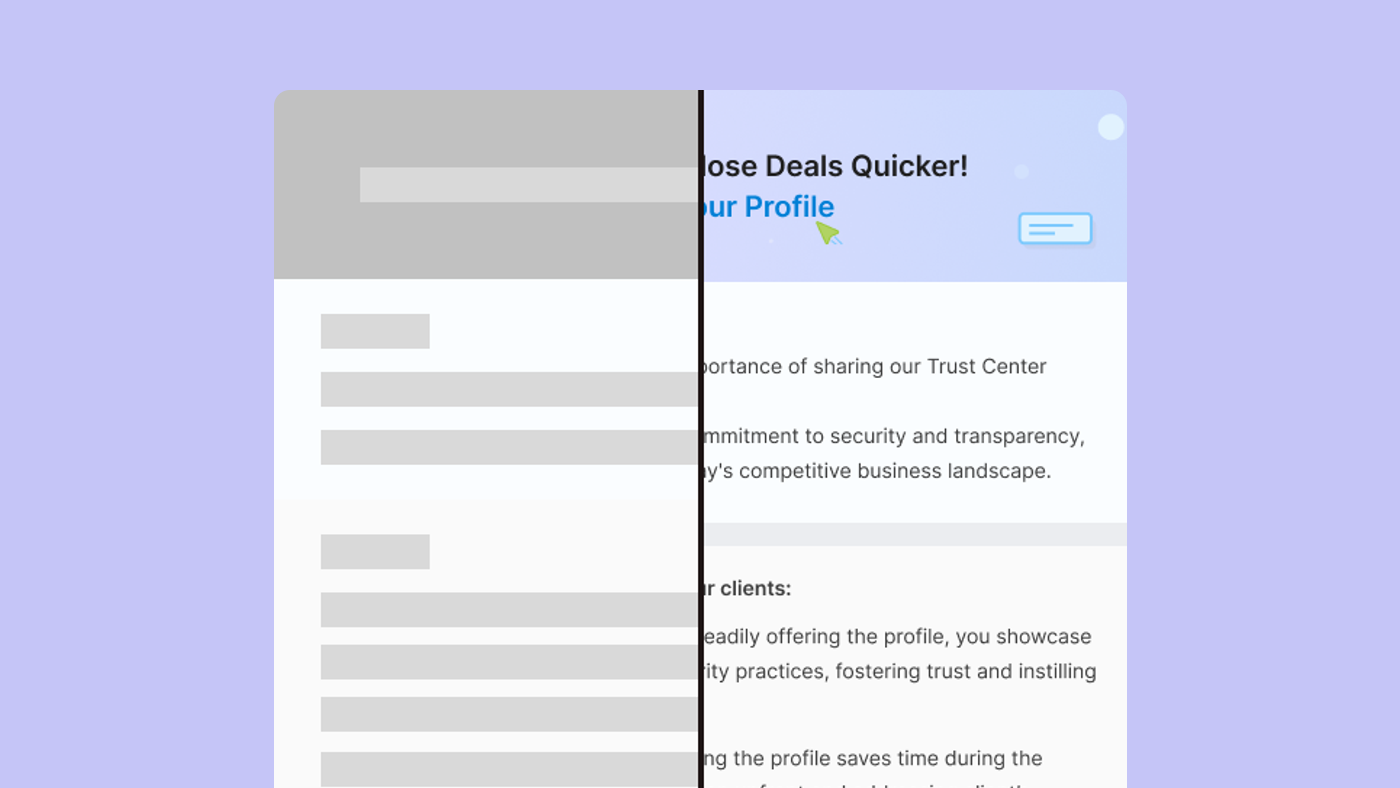 lose Deals Quicker!
our Profile
portance of sharing our Trust Center
mmitment to security and transparency,
ay's competitive business landscape.
ur clients:
eadily offering the profile, you showcase
rity practices, fostering trust and instilling
ng the profile saves time during the